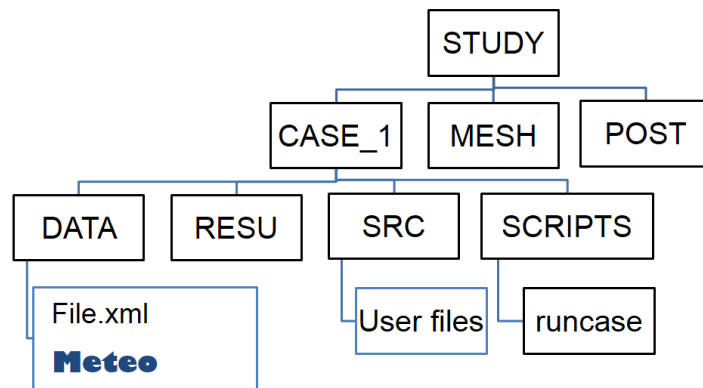 STUDY
CASE_1
MESH
POST
DATA
RESU
SRC
SCRIPTS
File.xml
Meteo
User files
runcase